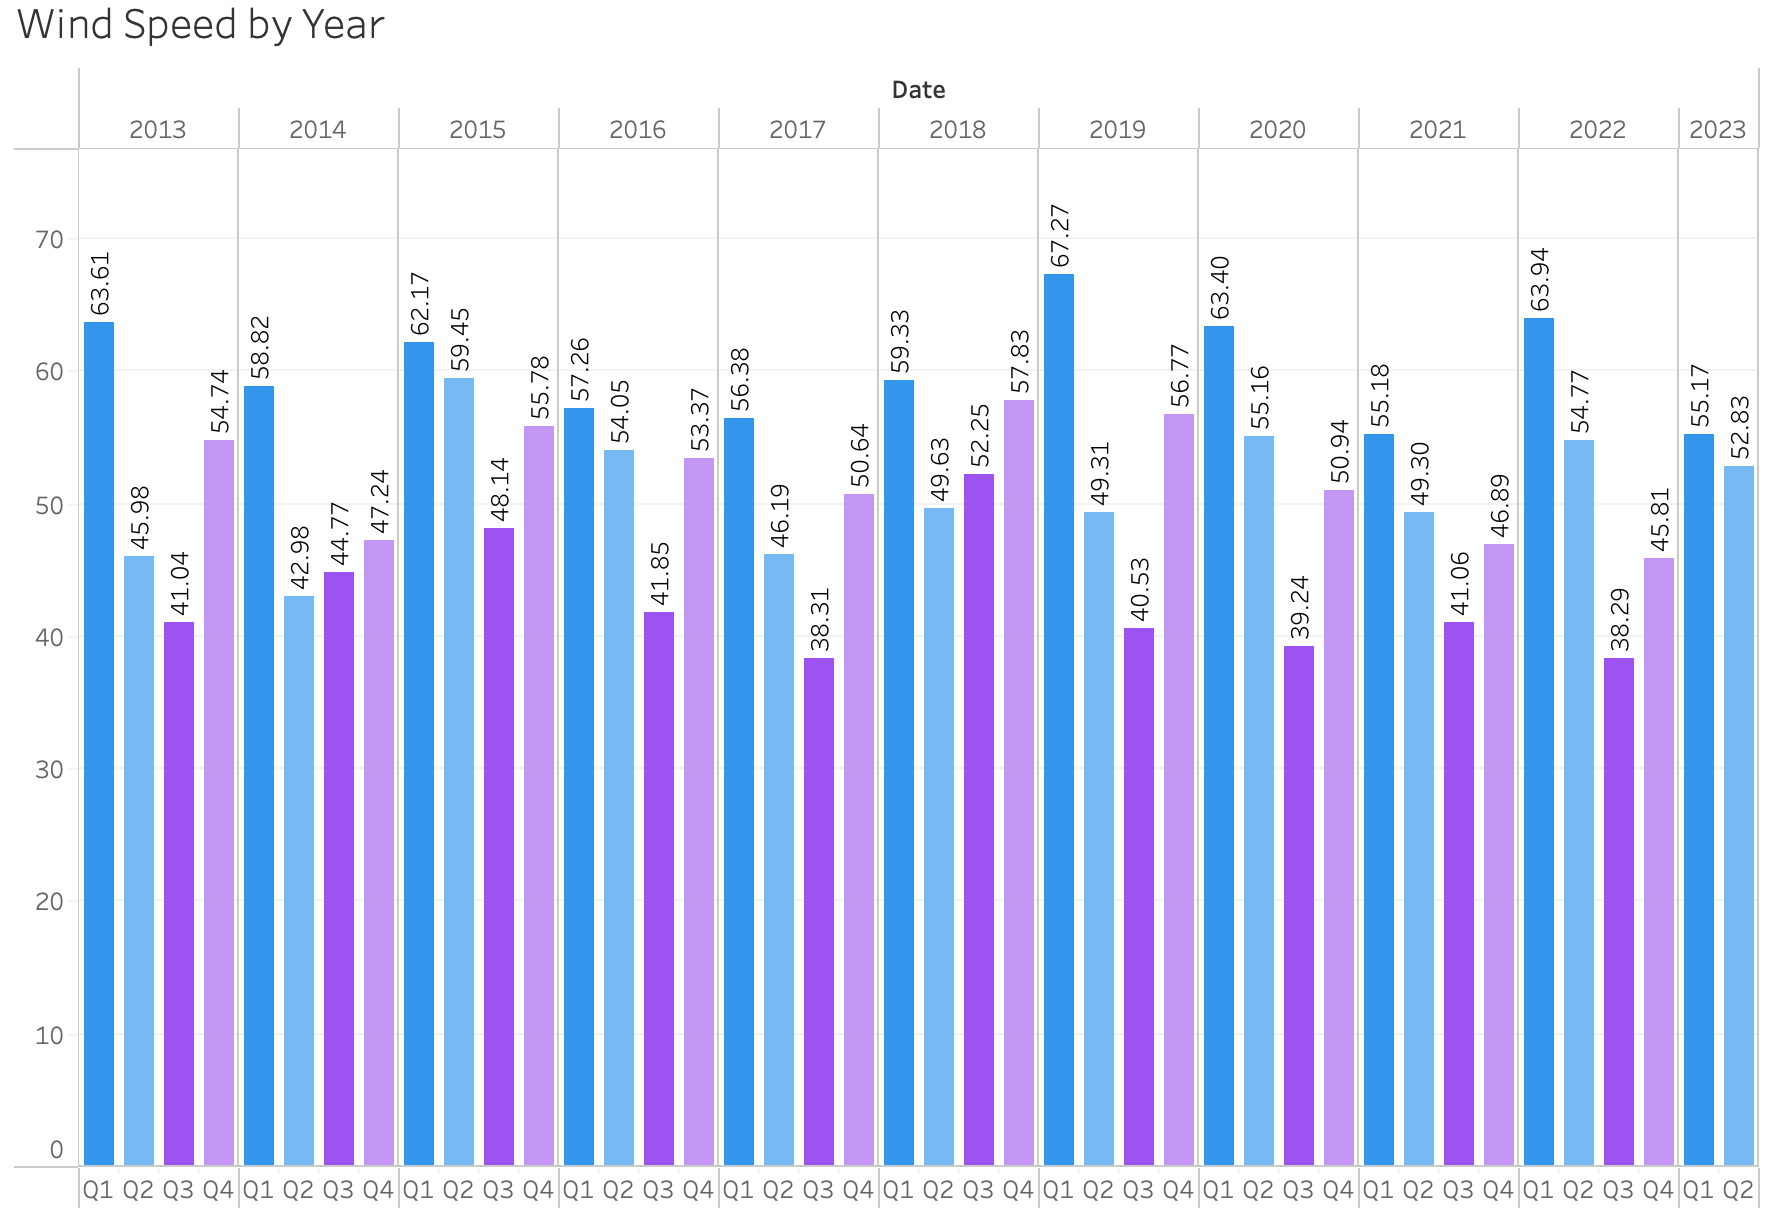 Wind Speed by Year
Date
2013 2014 2015 2016 2017 2018 2019 2020 2021 2022 2023
70
60
50
40
30
20
10
0
63.61 45.98 41.04 54.74 58.82 42.98 44.77 47.24 62.17 59.45 48.14 55.78 57.26 54.05 41.85 53.37 56.38 46.19 38.31 50.64 59.33 49.63 52.25 57.83 67.27 49.31 40.53 56.77 63.40 55.16 39.24 50.94 55.18 49.30 41.06 46.89 63.94 54.77 38.29 45.81 55.17 52.83
Q1 Q2 Q3 Q4 Q1 Q2 Q3 Q4 Q1 Q2 Q3 Q4 Q1 Q2 Q3 Q4 Q1 Q2 Q3 Q4 Q1 Q2 Q3 Q4 Q1 Q2 Q3 Q4 Q1 Q2 Q3 Q4 Q1 Q2 Q3 Q4 Q1 Q2 Q3 Q4 Q1 Q2